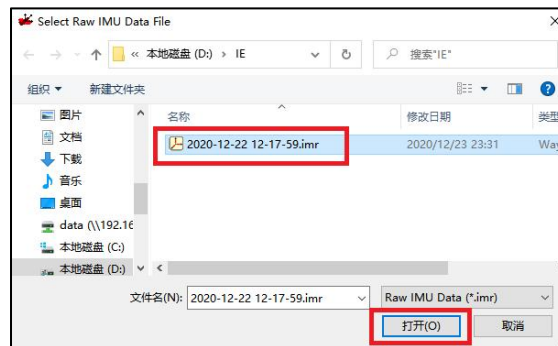 Select Raw IMU Data File
« 本地磁盘 (D:) › IE
搜索"IE"
组织 新建文件夹
名称 修改日期 类型
图片
文档
下载
音乐
桌面
data (\\192.16
本地磁盘 (C:)
本地磁盘 (D:)
2020-12-22 12-17-59.imr 2020/12/23 23:31 Way
文件名(N): 2020-12-22 12-17-59.imr Raw IMU Data (*.imr)
打开(O) 取消